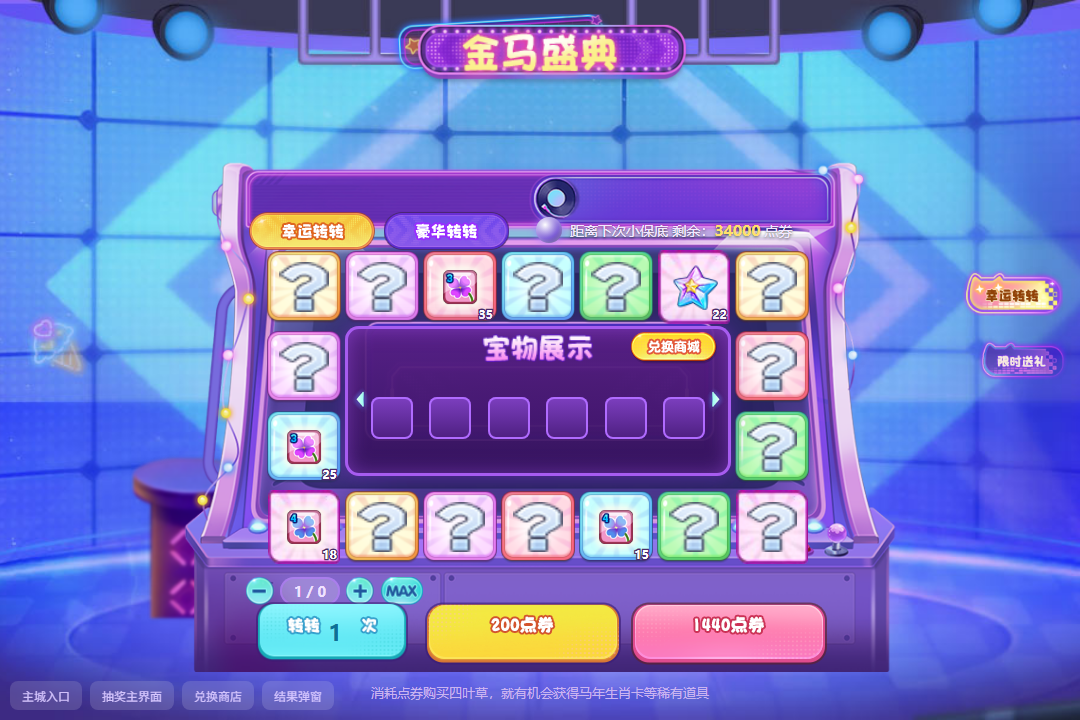 金马盛典
幸运转转
豪华转转
距离下次小保底 剩余: 34000 点券
3
35
22
宝物展示
兑换商城
3
25
4
18
4
15
幸运转转
限时送礼
1 / 0
MAX
转转 1 次
200点券
1440点券
主城入口
抽奖主界面
兑换商店
结果弹窗
消耗点券购买四叶草，就有机会获得马年生肖卡等稀有道具